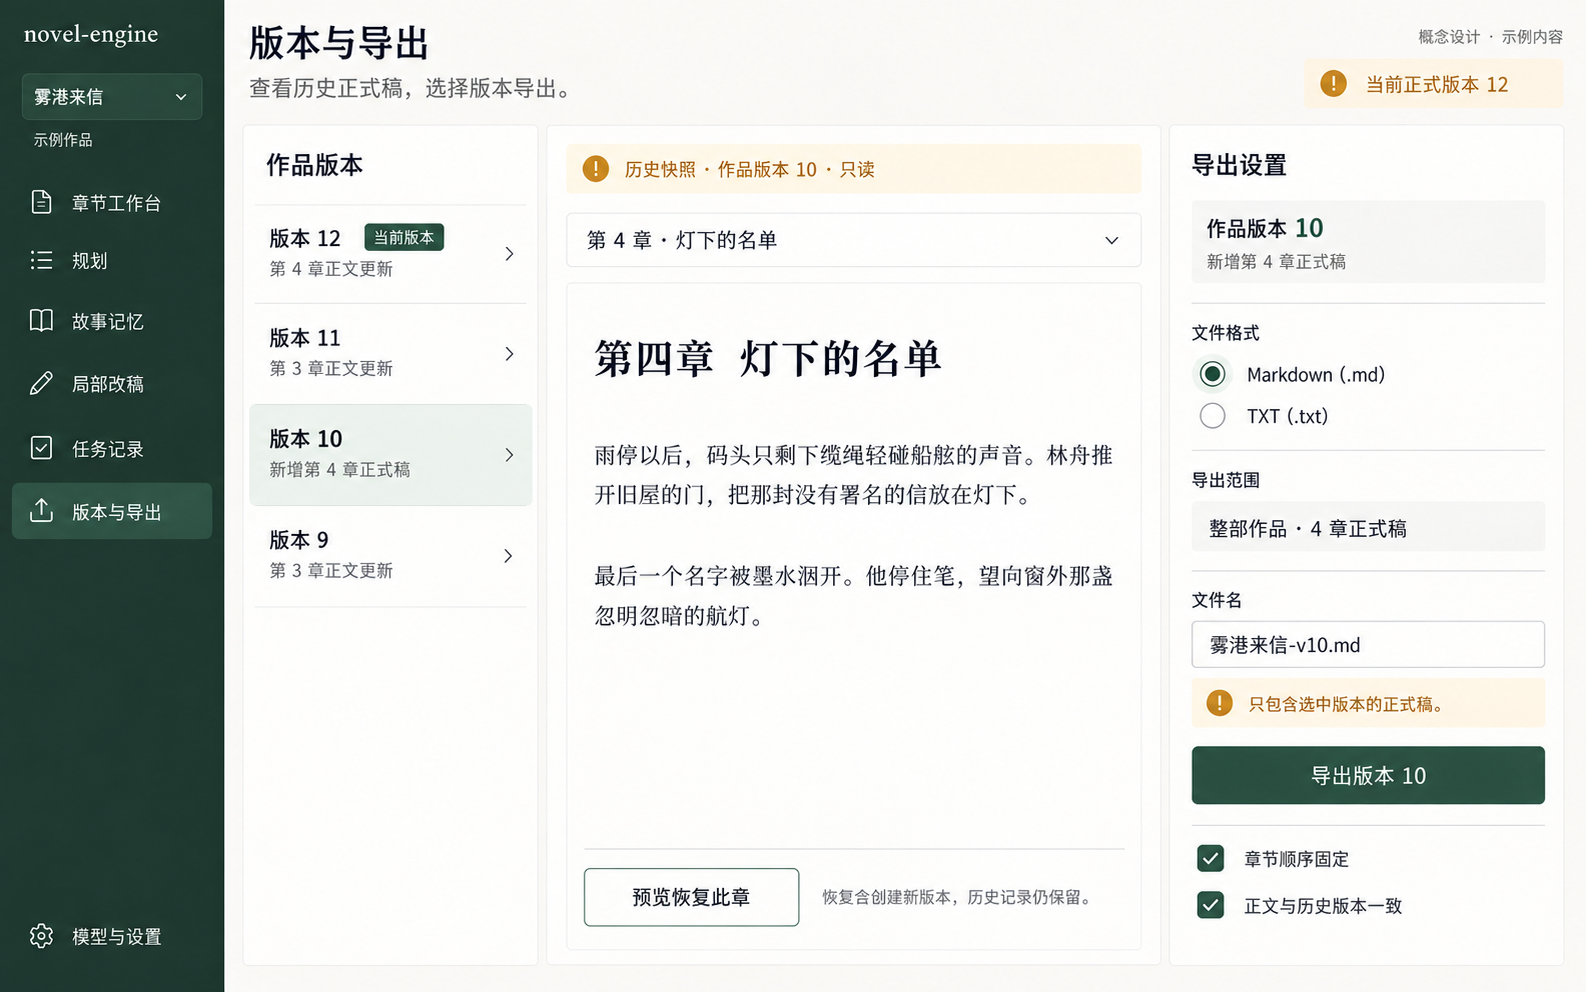 novel-engine
雾港来信
示例作品
章节工作台
规划
故事记忆
局部改稿
任务记录
版本与导出
模型与设置
版本与导出
查看历史正式稿，选择版本导出。
概念设计 · 示例内容
当前正式版本 12
作品版本
版本 12 当前版本
第 4 章正文更新
版本 11
第 3 章正文更新
版本 10
新增第 4 章正式稿
版本 9
第 3 章正文更新
历史快照 · 作品版本 10 · 只读
第 4 章 · 灯下的名单
第四章 灯下的名单
雨停以后，码头只剩下缆绳轻碰船舷的声音。林舟推
开旧屋的门，把那封没有署名的信放在灯下。
最后一个名字被墨水洇开。他停住笔，望向窗外那盏
忽明忽暗的航灯。
预览恢复此章
恢复含创建新版本，历史记录仍保留。
导出设置
作品版本 10
新增第 4 章正式稿
文件格式
Markdown (.md)
TXT (.txt)
导出范围
整部作品 · 4 章正式稿
文件名
雾港来信-v10.md
只包含选中版本的正式稿。
导出版本 10
章节顺序固定
正文与历史版本一致